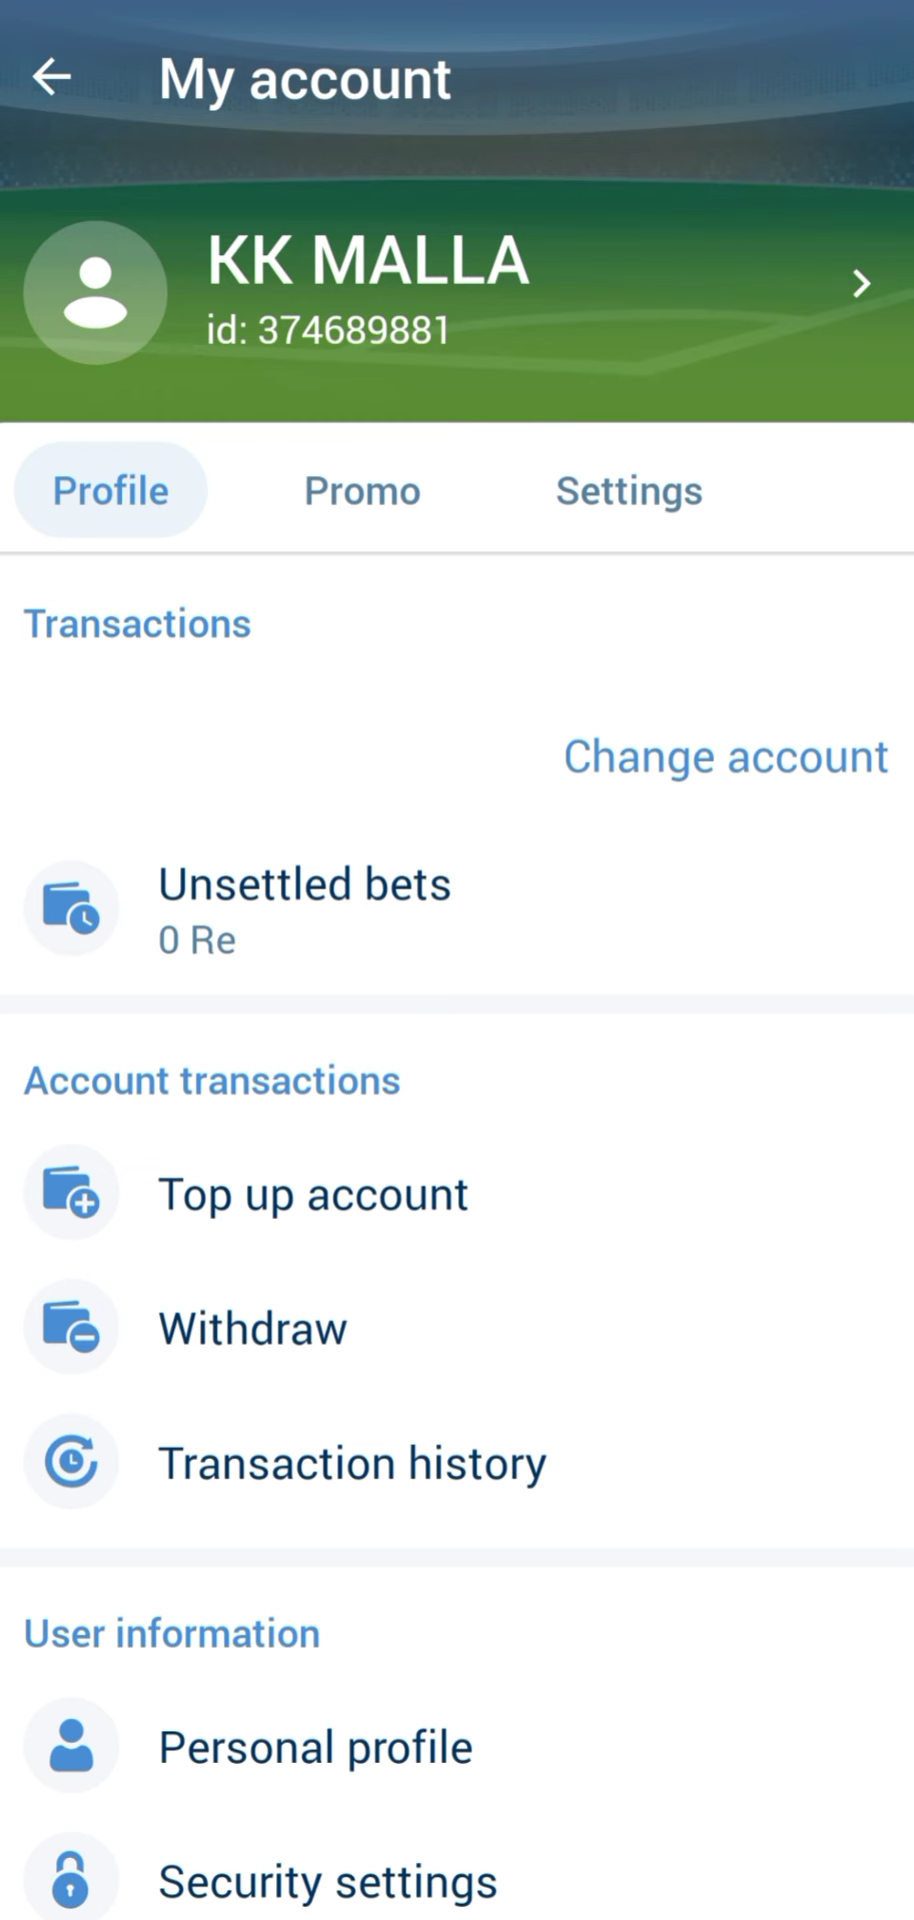 My account
KK MALLA
id: 374689881
Profile
Promo
Settings
Transactions
Change account
Unsettled bets
0 Re
Account transactions
Top up account
Withdraw
Transaction history
User information
Personal profile
Security settings